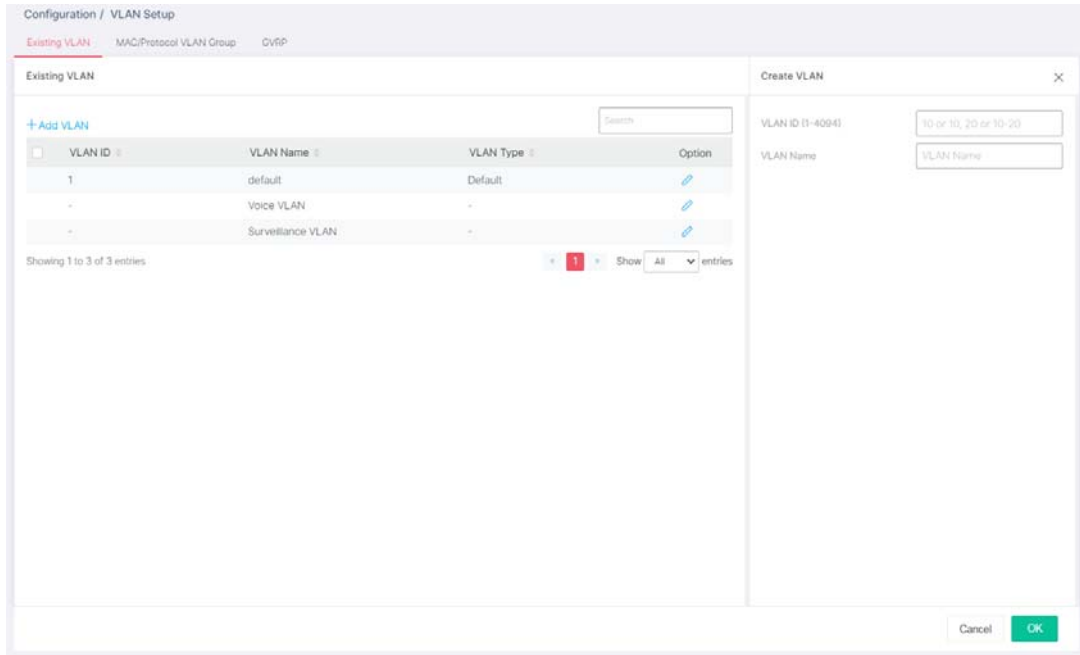 Configuration / VLAN Setup
Existing VLAN MAC/Protocol VLAN Group GVRP
Existing VLAN
Create VLAN
+Add VLAN
Search
VLAN ID (1-4094) 10 or 10, 20 or 10-20
VLAN Name VLAN Name
VLAN ID VLAN Name VLAN Type Option
1 default Default
- Voice VLAN -
- Surveillance VLAN -
Showing 1 to 3 of 3 entries
1 Show All entries
Cancel OK